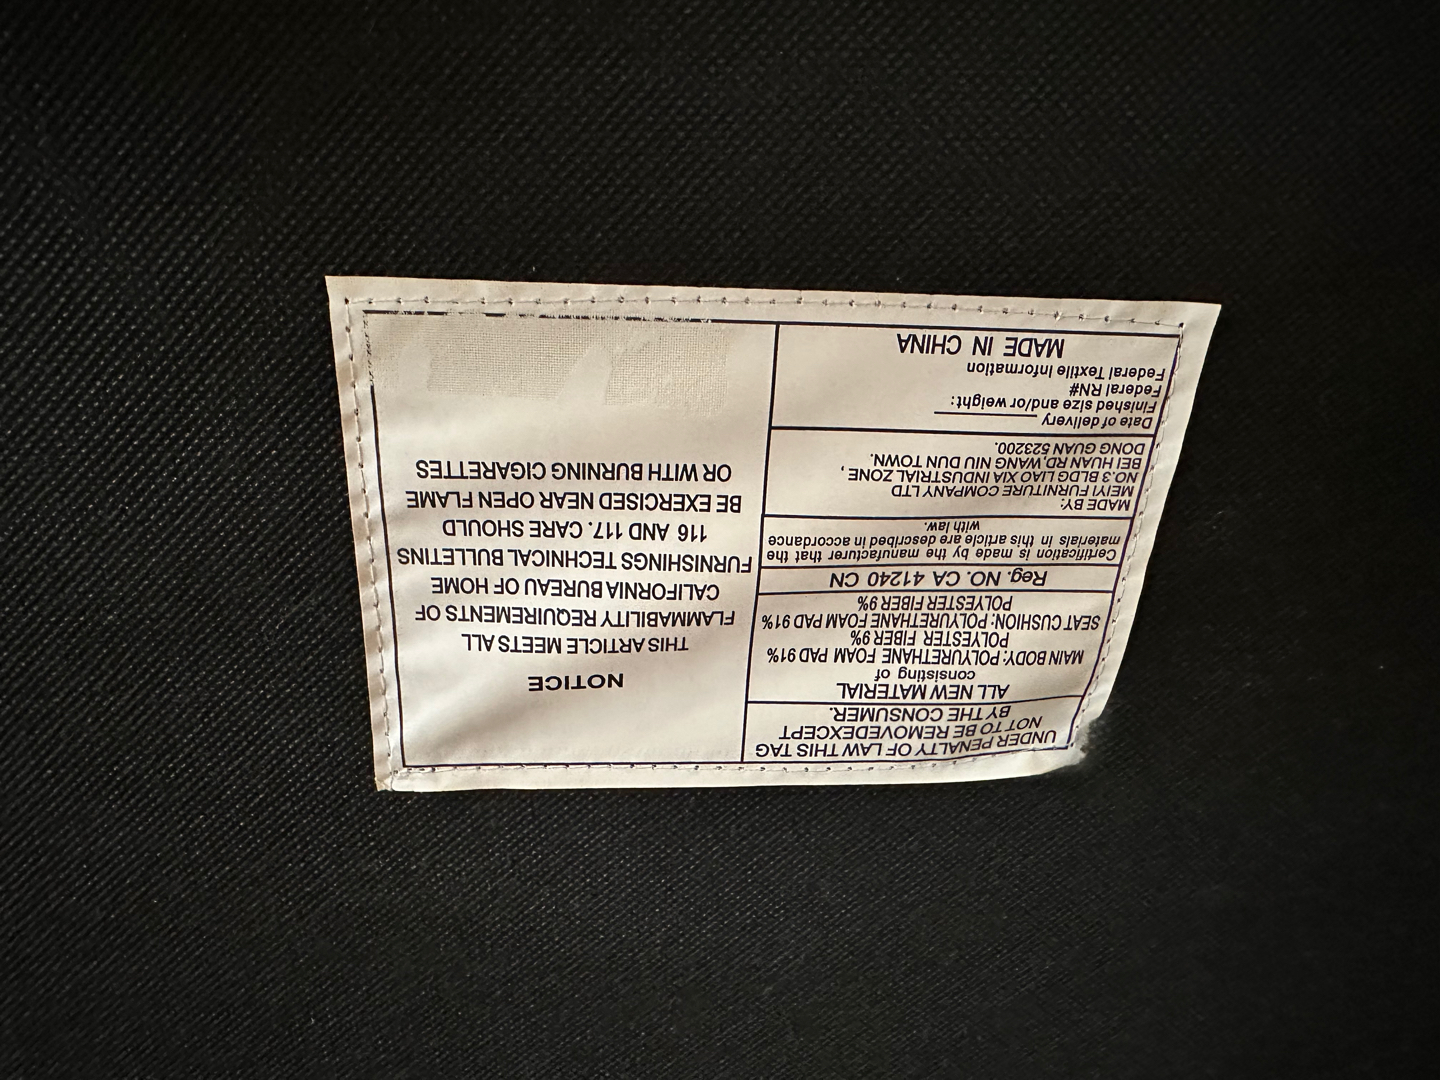 UNDER PENALTY OF LAW THIS TAG
NOT TO BE REMOVEDEXCEPT
BY THE CONSUMER.
ALL NEW MATERIAL
consisting of
MAIN BODY: POLYURETHANE FOAM PAD 91%
POLYESTER FIBER 9%
SEAT CUSHION: POLYURETHANE FOAM PAD 91%
POLYESTER FIBER 9%
Reg. NO. CA 41240 CN
Certification is made by the manufacturer that the
materials in this article are described in accordance
with law.
MADE BY:
MEIYI FURNITURE COMPANY LTD
NO.3 BLDG LIAO XIA INDUSTRIAL ZONE ,
BEI HUAN RD,WANG NIU DUN TOWN.
DONG GUAN 523200.
Date of delivery
Finished size and/or weight:
Federal RN#
Federal Textile Information
MADE IN CHINA
NOTICE
THIS ARTICLE MEETS ALL
FLAMMABILITY REQUIREMENTS OF
CALIFORNIA BUREAU OF HOME
FURNISHINGS TECHNICAL BULLETINS
116 AND 117. CARE SHOULD
BE EXERCISED NEAR OPEN FLAME
OR WITH BURNING CIGARETTES